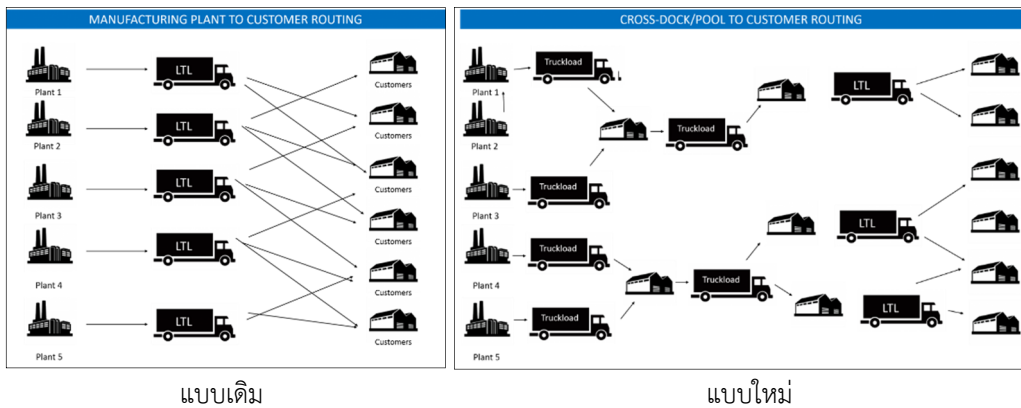 MANUFACTURING PLANT TO CUSTOMER ROUTING
LTL
Plant 1
Customers
LTL
Plant 2
Customers
LTL
Plant 3
Customers
LTL
Plant 4
Customers
LTL
Plant 5
Customers
Customers
แบบเดิม
CROSS-DOCK/POOL TO CUSTOMER ROUTING
Truckload
LTL
Plant 1
Truckload
Plant 2
Truckload
Plant 3
LTL
Truckload
Plant 4
Truckload
LTL
Truckload
Plant 5
แบบใหม่